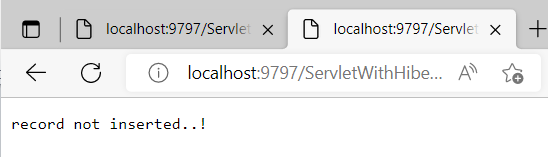 localhost:9797/Servlet
localhost:9797/Servlet
localhost:9797/ServletWithHibe...
record not inserted..!